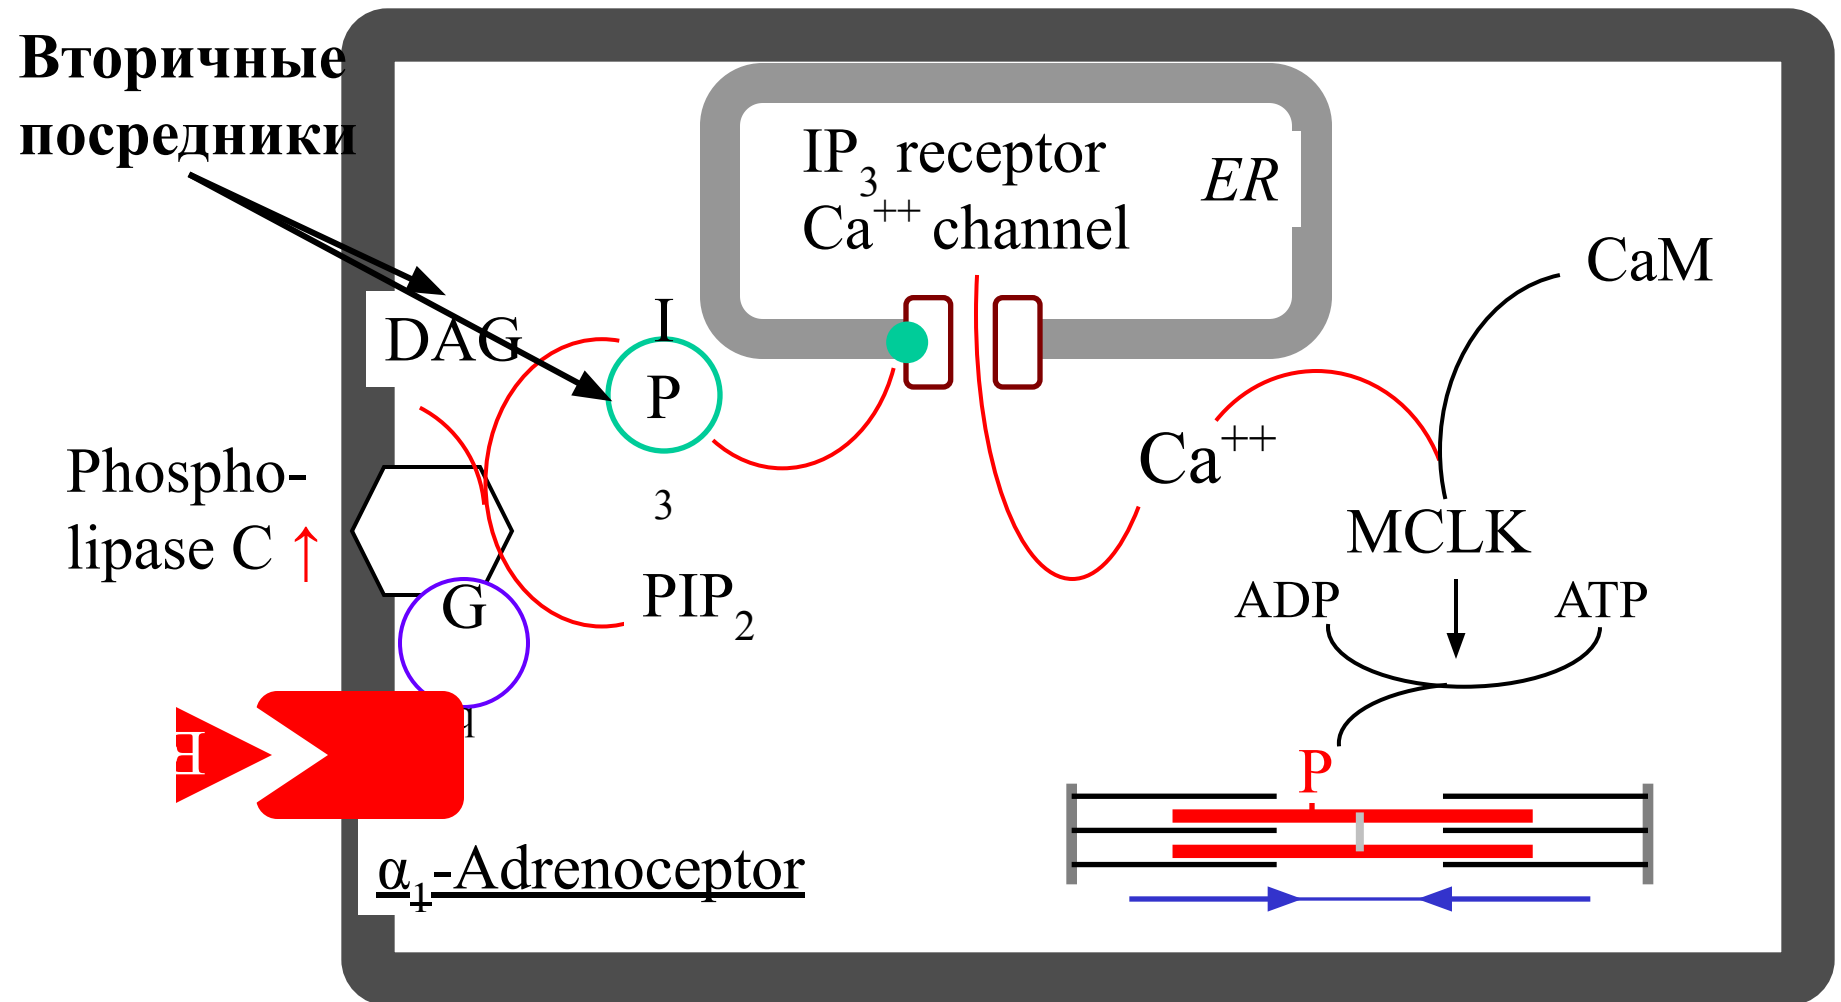 Вторичные
посредники
IP3 receptor
Ca++ channel
ER
CaM
DAG
I
P
3
Ca++
Phospho-
lipase C ↑
MCLK
G
q
PIP2
ADP
ATP
P
α1-Adrenoceptor